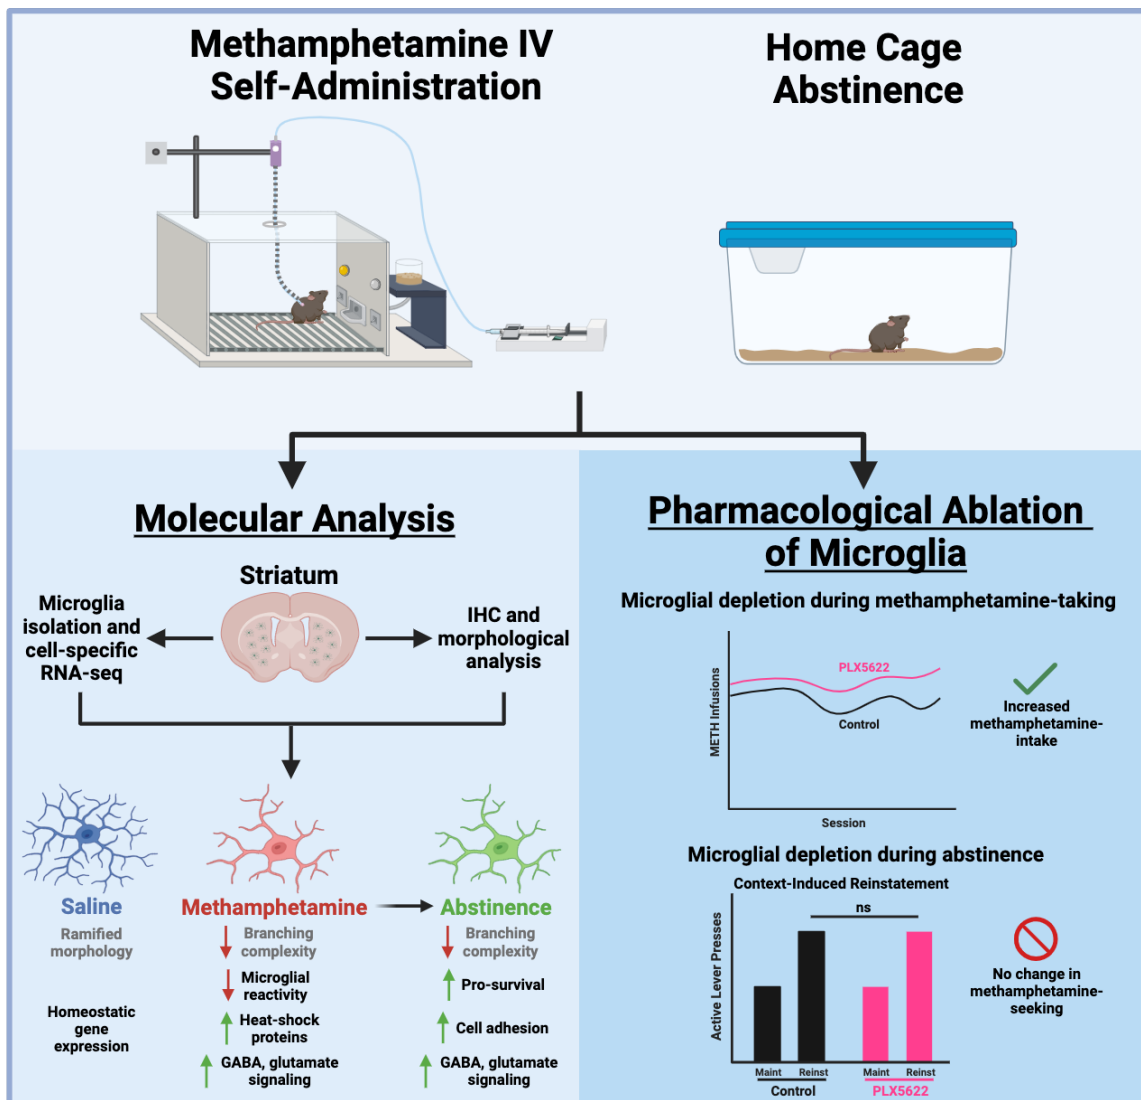 Methamphetamine IV
Self-Administration
Home Cage
Abstinence
Molecular Analysis
Striatum
Microglia
isolation and
cell-specific
RNA-seq
IHC and
morphological
analysis
Saline
Ramified
morphology
Homeostatic
gene
expression
Methamphetamine
Branching
complexity
Microglial
reactivity
Heat-shock
proteins
GABA, glutamate
signaling
Abstinence
Branching
complexity
Pro-survival
Cell adhesion
GABA, glutamate
signaling
Pharmacological Ablation
of Microglia
Microglial depletion during methamphetamine-taking
METH Infusions
PLX5622
Control
Session
Increased
methamphetamine-
intake
Microglial depletion during abstinence
Context-Induced Reinstatement
ns
Active Lever Presses
Maint Reinst Maint Reinst
Control PLX5622
No change in
methamphetamine-
seeking